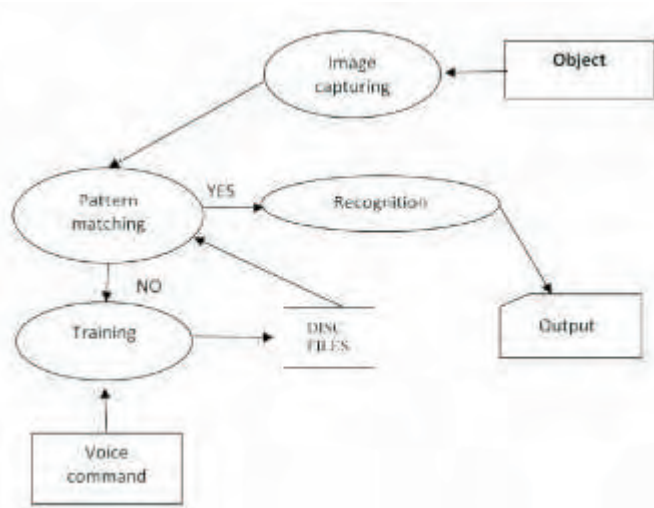 Image
capturing
Object
Pattern
matching
YES
Recognition
NO
Training
DISC
FILES
Output
Voice
command